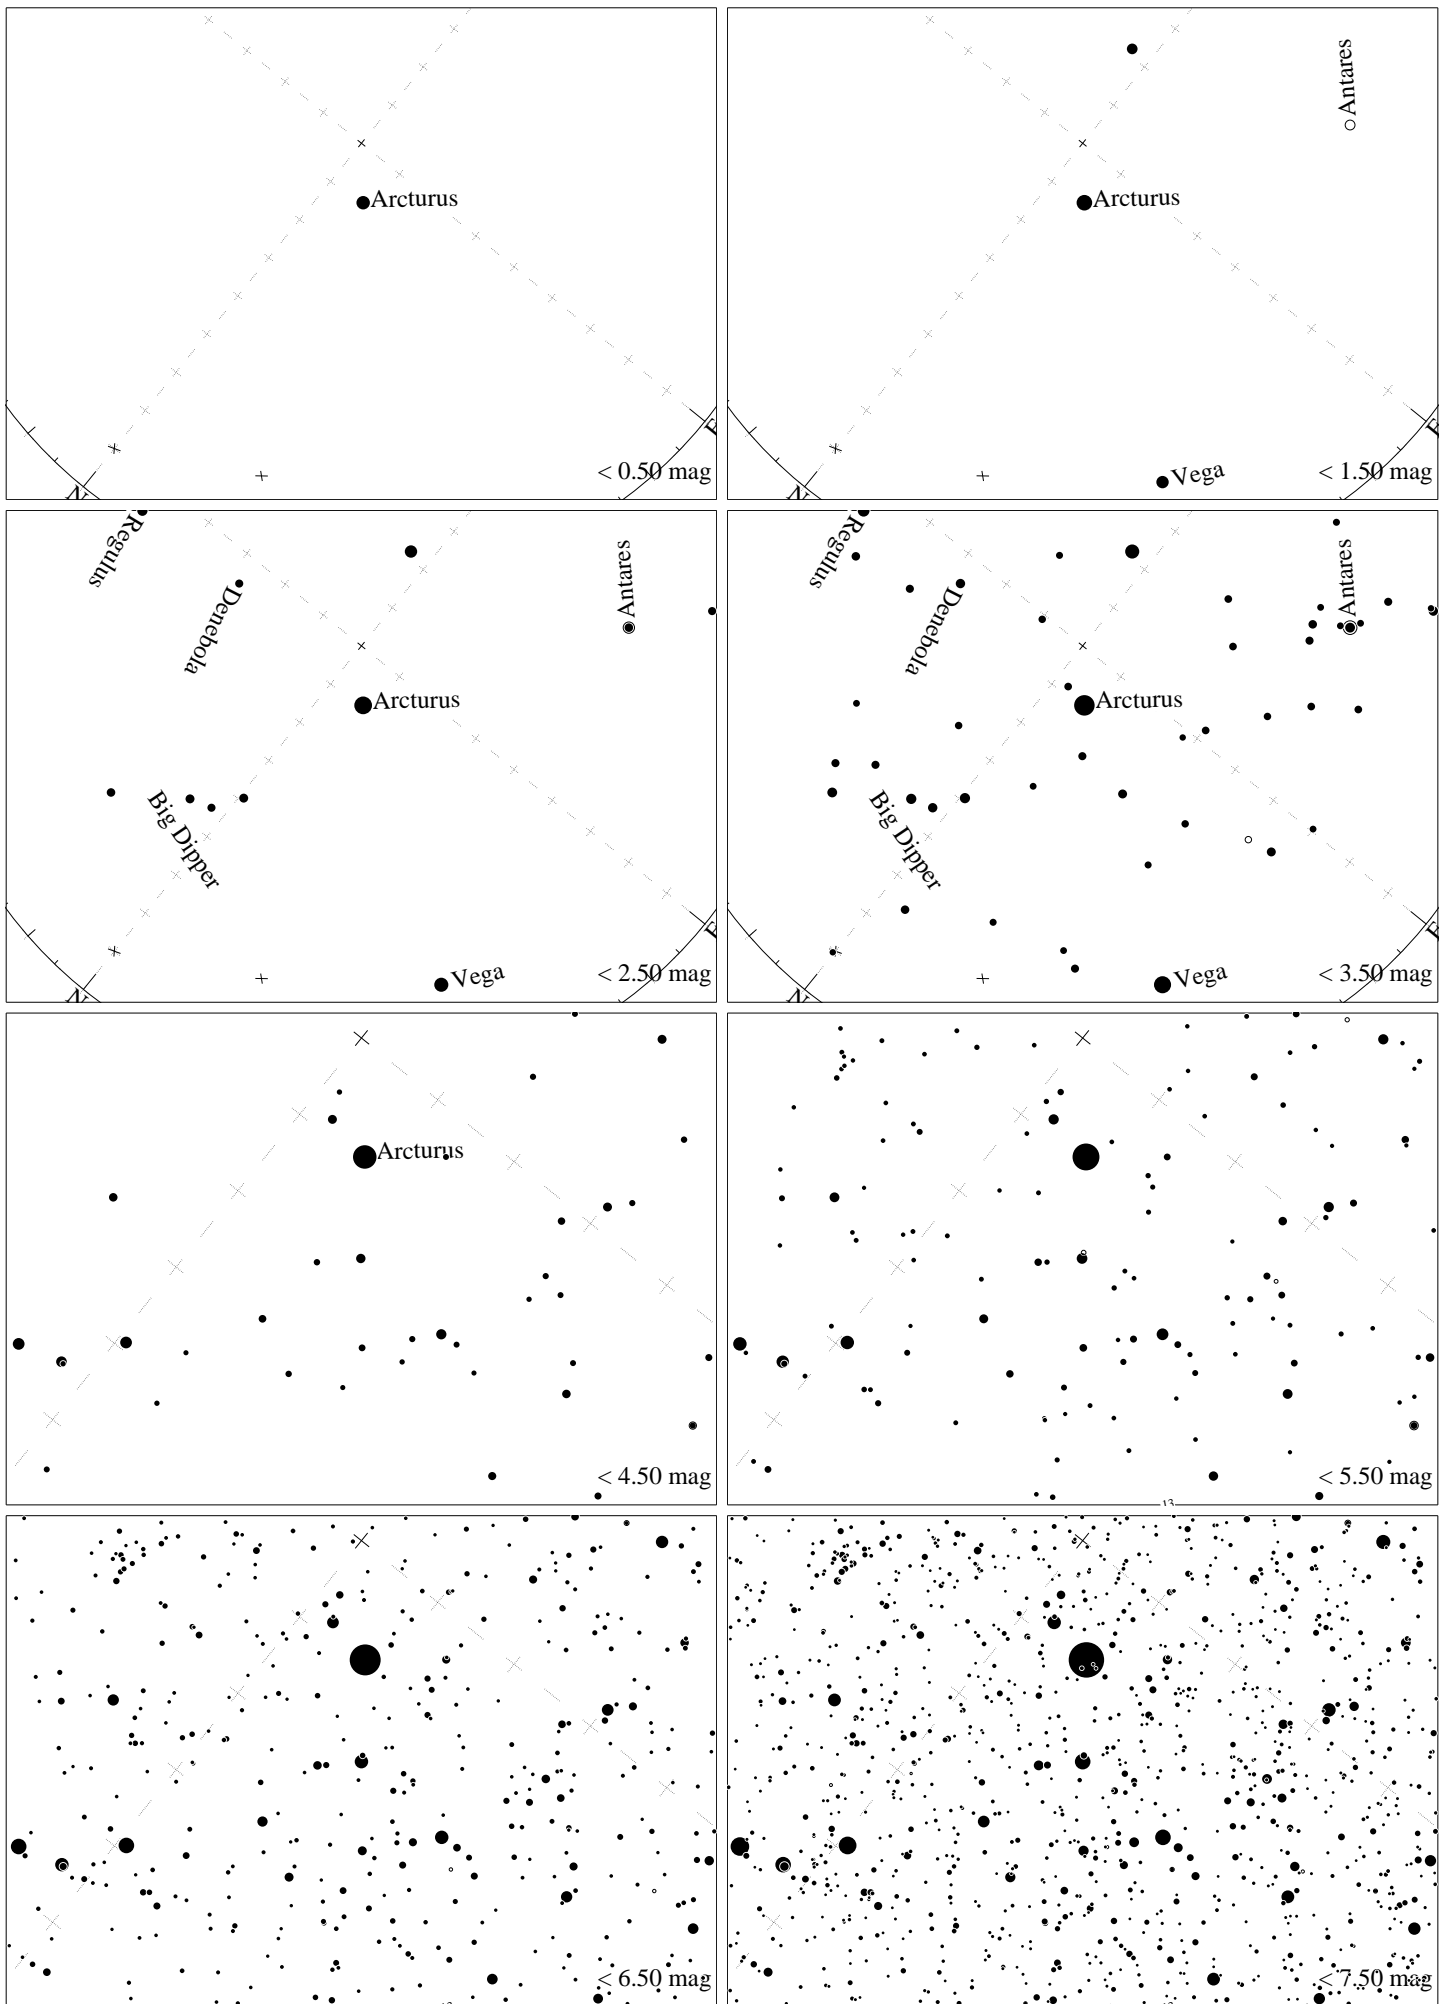 Arcturus
N
E
< 0.50 mag
Antares
Arcturus
Vega
N
E
< 1.50 mag
Regulus
Denebola
Antares
Arcturus
Big Dipper
Vega
N
E
< 2.50 mag
Regulus
Denebola
Antares
Arcturus
Big Dipper
Vega
N
E
< 3.50 mag
Arcturus
< 4.50 mag
13
< 5.50 mag
< 6.50 mag
< 7.50 mag